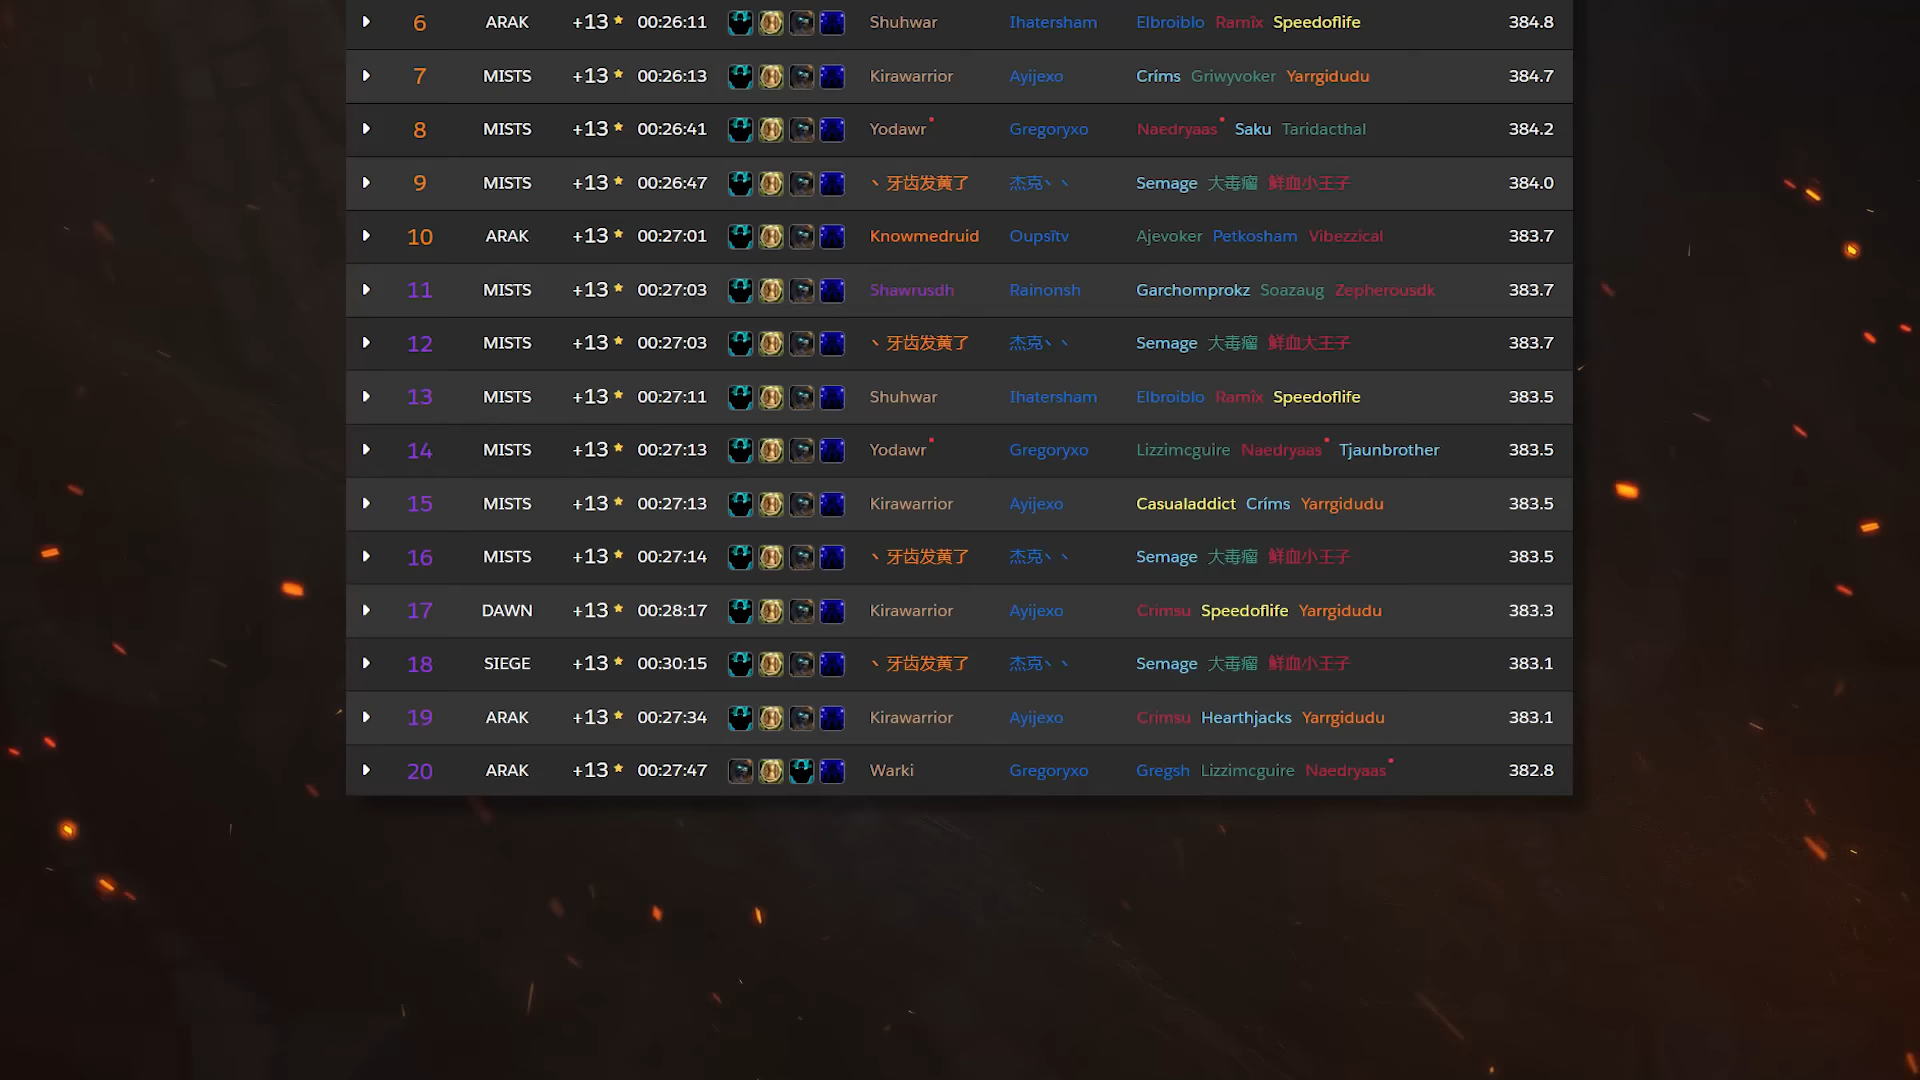 6 ARAK +13 00:26:11 Shuhwar Ihatersham Elbroiblo Ramîx Speedoflife 384.8
7 MISTS +13 00:26:13 Kirawarrior Ayijexo Críms Griwyvoker Yarrgidudu 384.7
8 MISTS +13 00:26:41 Yodawr Gregoryxo Naedryaas Saku Taridacthal 384.2
9 MISTS +13 00:26:47 丶牙齿发黄了 杰克丶丶 Semage 大毒瘤 鲜血小王子 384.0
10 ARAK +13 00:27:01 Knowmedruid Oupsîtv Ajevoker Petkosham Vibezzical 383.7
11 MISTS +13 00:27:03 Shawrusdh Rainonsh Garchomprokz Soazaug Zepherousdk 383.7
12 MISTS +13 00:27:03 丶牙齿发黄了 杰克丶丶 Semage 大毒瘤 鲜血大王子 383.7
13 MISTS +13 00:27:11 Shuhwar Ihatersham Elbroiblo Ramîx Speedoflife 383.5
14 MISTS +13 00:27:13 Yodawr Gregoryxo Lizzimcguire Naedryaas Tjaunbrother 383.5
15 MISTS +13 00:27:13 Kirawarrior Ayijexo Casualaddict Críms Yarrgidudu 383.5
16 MISTS +13 00:27:14 丶牙齿发黄了 杰克丶丶 Semage 大毒瘤 鲜血小王子 383.5
17 DAWN +13 00:28:17 Kirawarrior Ayijexo Crimsu Speedoflife Yarrgidudu 383.3
18 SIEGE +13 00:30:15 丶牙齿发黄了 杰克丶丶 Semage 大毒瘤 鲜血小王子 383.1
19 ARAK +13 00:27:34 Kirawarrior Ayijexo Crimsu Hearthjacks Yarrgidudu 383.1
20 ARAK +13 00:27:47 Warki Gregoryxo Gregsh Lizzimcguire Naedryaas 382.8